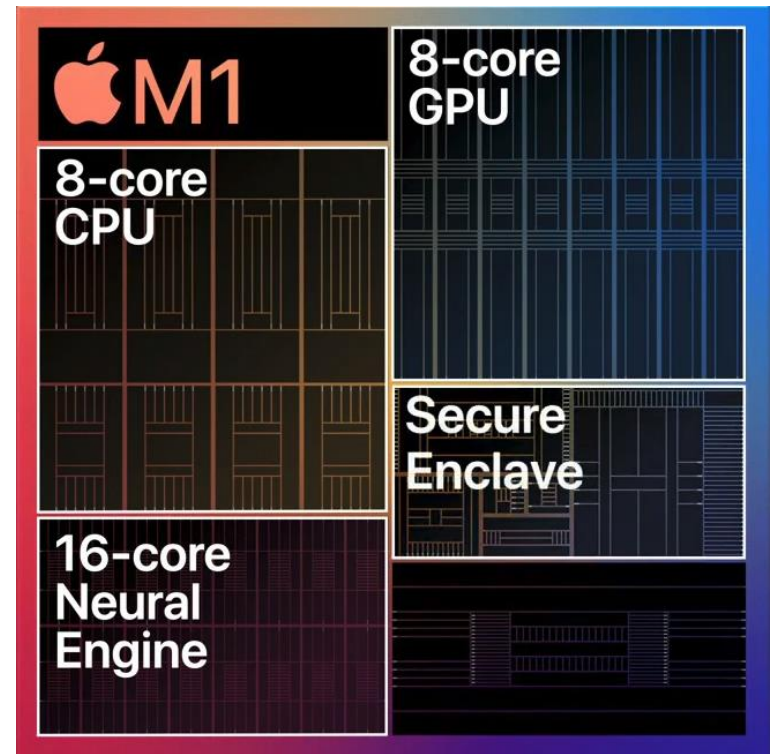 M1
8-core
CPU
16-core
Neural
Engine
8-core
GPU
Secure
Enclave